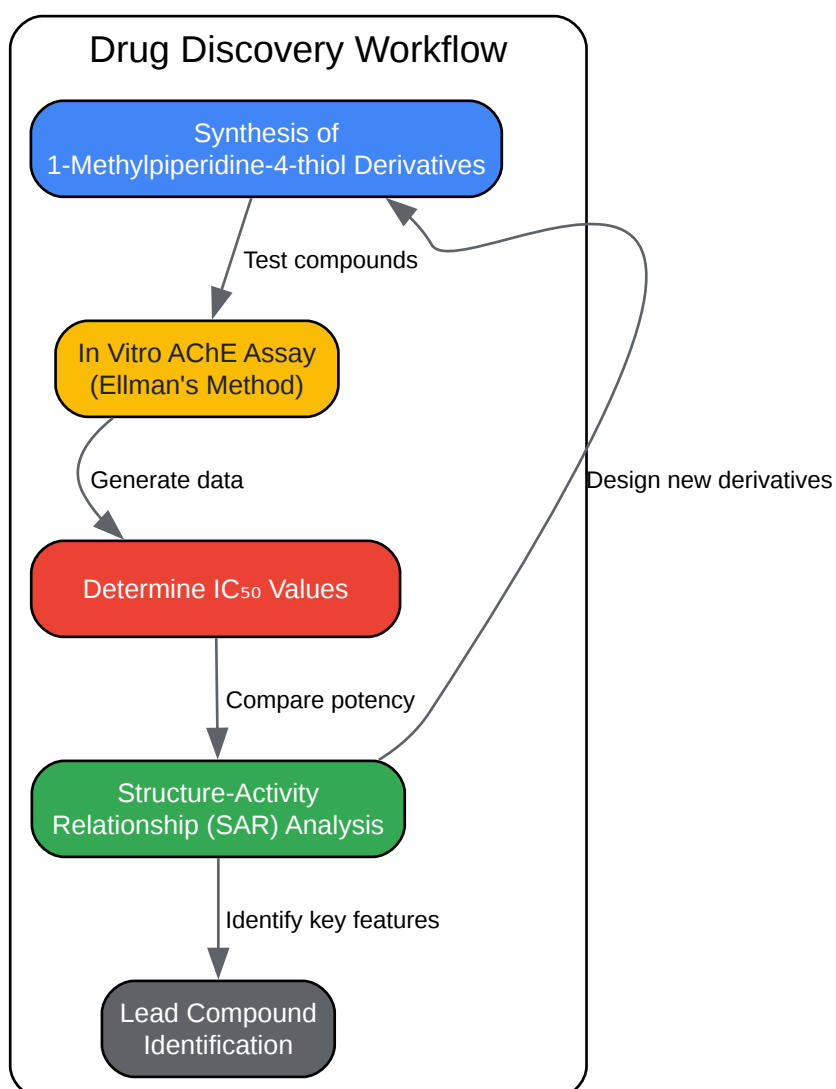 Drug Discovery Workflow
Synthesis of
1-Methylpiperidine-4-thiol Derivatives
Test compounds
In Vitro AChE Assay
(Ellman's Method)
Generate data
Design new derivatives
Determine IC₅₀ Values
Compare potency
Structure-Activity
Relationship (SAR) Analysis
Identify key features
Lead Compound
Identification